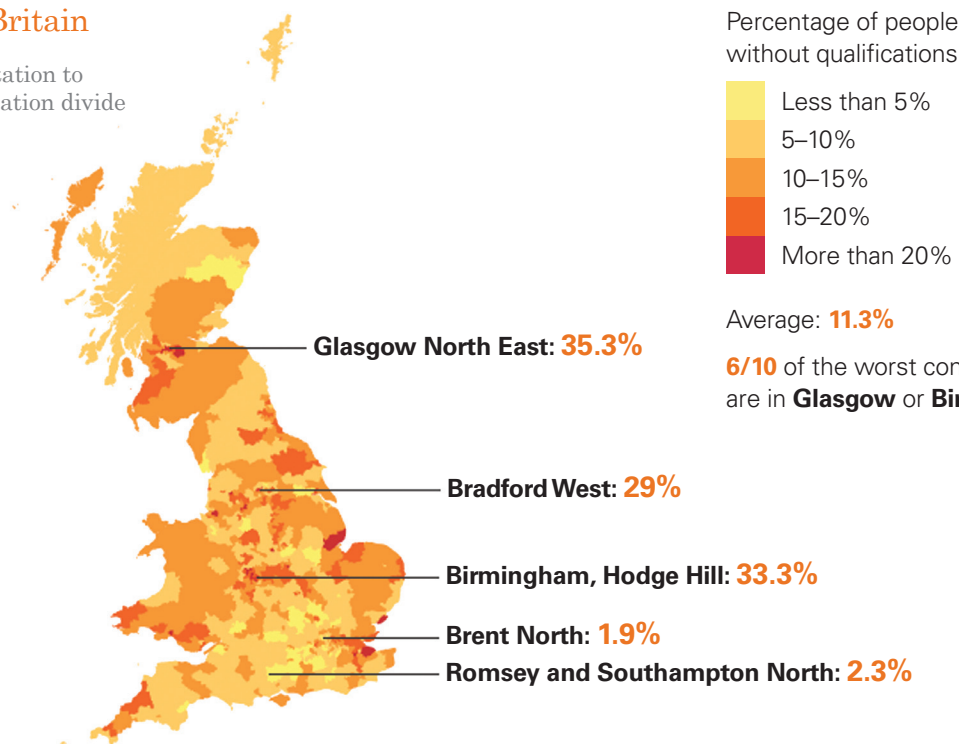 Britain
ation to
ation divide
Percentage of people
without qualifications
Less than 5%
5–10%
10–15%
15–20%
More than 20%
Average: 11.3%
6/10 of the worst con
are in Glasgow or Bir
Glasgow North East: 35.3%
Bradford West: 29%
Birmingham, Hodge Hill: 33.3%
Brent North: 1.9%
Romsey and Southampton North: 2.3%